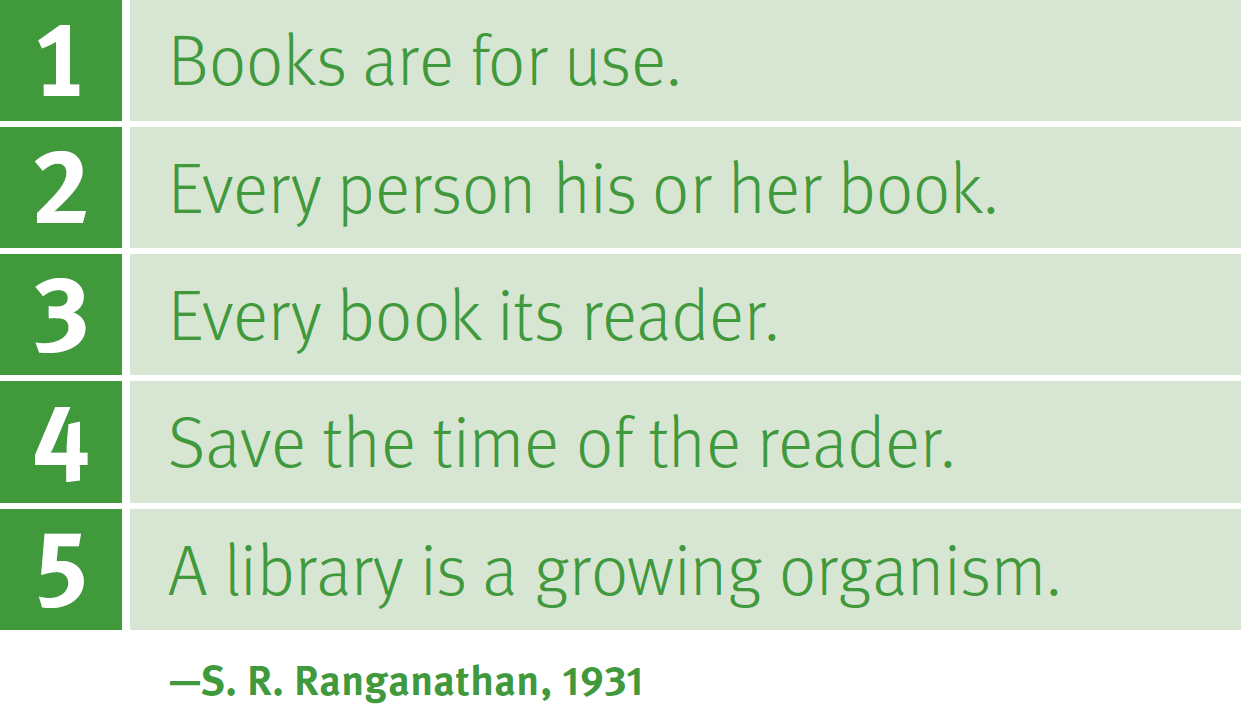 1 Books are for use.
2 Every person his or her book.
3 Every book its reader.
4 Save the time of the reader.
5 A library is a growing organism.
—S. R. Ranganathan, 1931